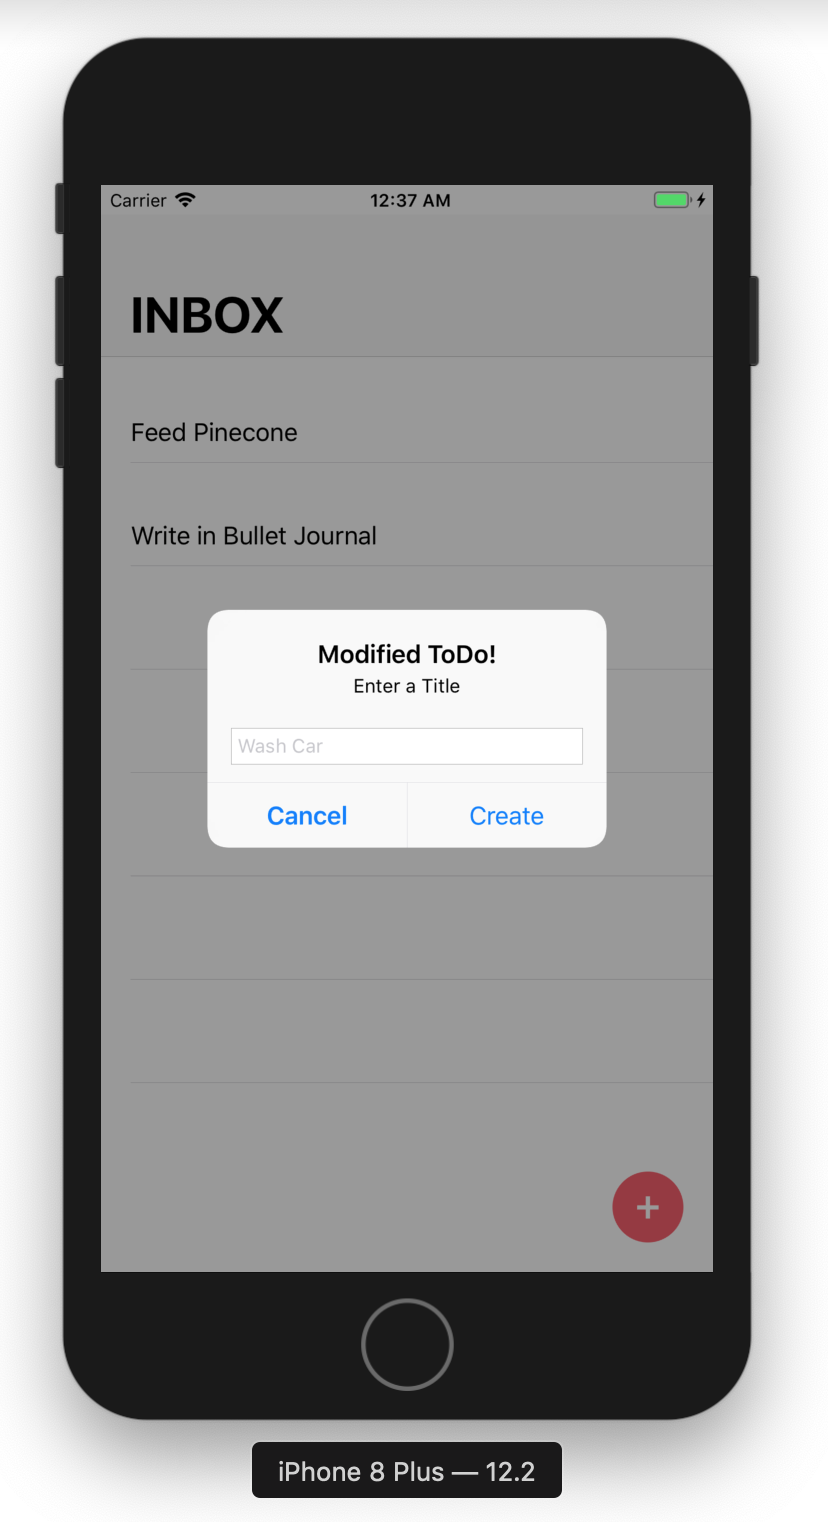 Carrier 12:37 AM
INBOX
Feed Pinecone
Write in Bullet Journal
Modified ToDo!
Enter a Title
Wash Car
Cancel Create
+
iPhone 8 Plus — 12.2